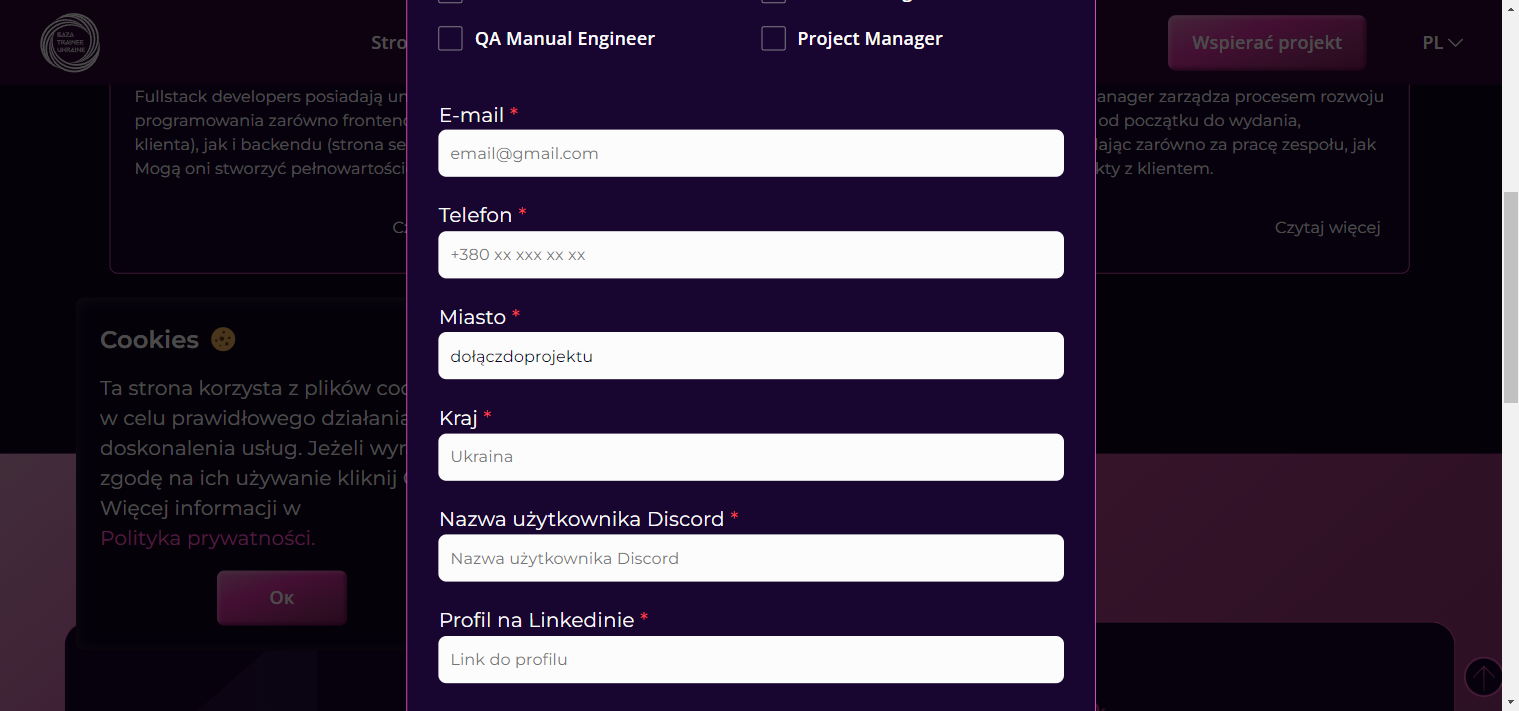 BAZA
TRAINEE
UKRAINE
Stro
Wspierać projekt
PL
QA Manual Engineer
Project Manager
Fullstack developers posiadają um
programowania zarówno frontend
klienta), jak i backendu (strona se
Mogą oni stworzyć pełnowartości
anager zarządza procesem rozwoju
od początku do wydania,
ając zarówno za pracę zespołu, jak
kty z klientem.
Czytaj więcej
E-mail *
email@gmail.com
Telefon *
+380 xx xxx xx xx
Miasto *
dołączdoprojektu
Kraj *
Ukraina
Nazwa użytkownika Discord *
Nazwa użytkownika Discord
Profil na Linkedinie *
Link do profilu
Cookies
Ta strona korzysta z plików coo
w celu prawidłowego działania
doskonalenia usług. Jeżeli wyr
zgodę na ich używanie kliknij
Więcej informacji w
Polityka prywatności.
Ок